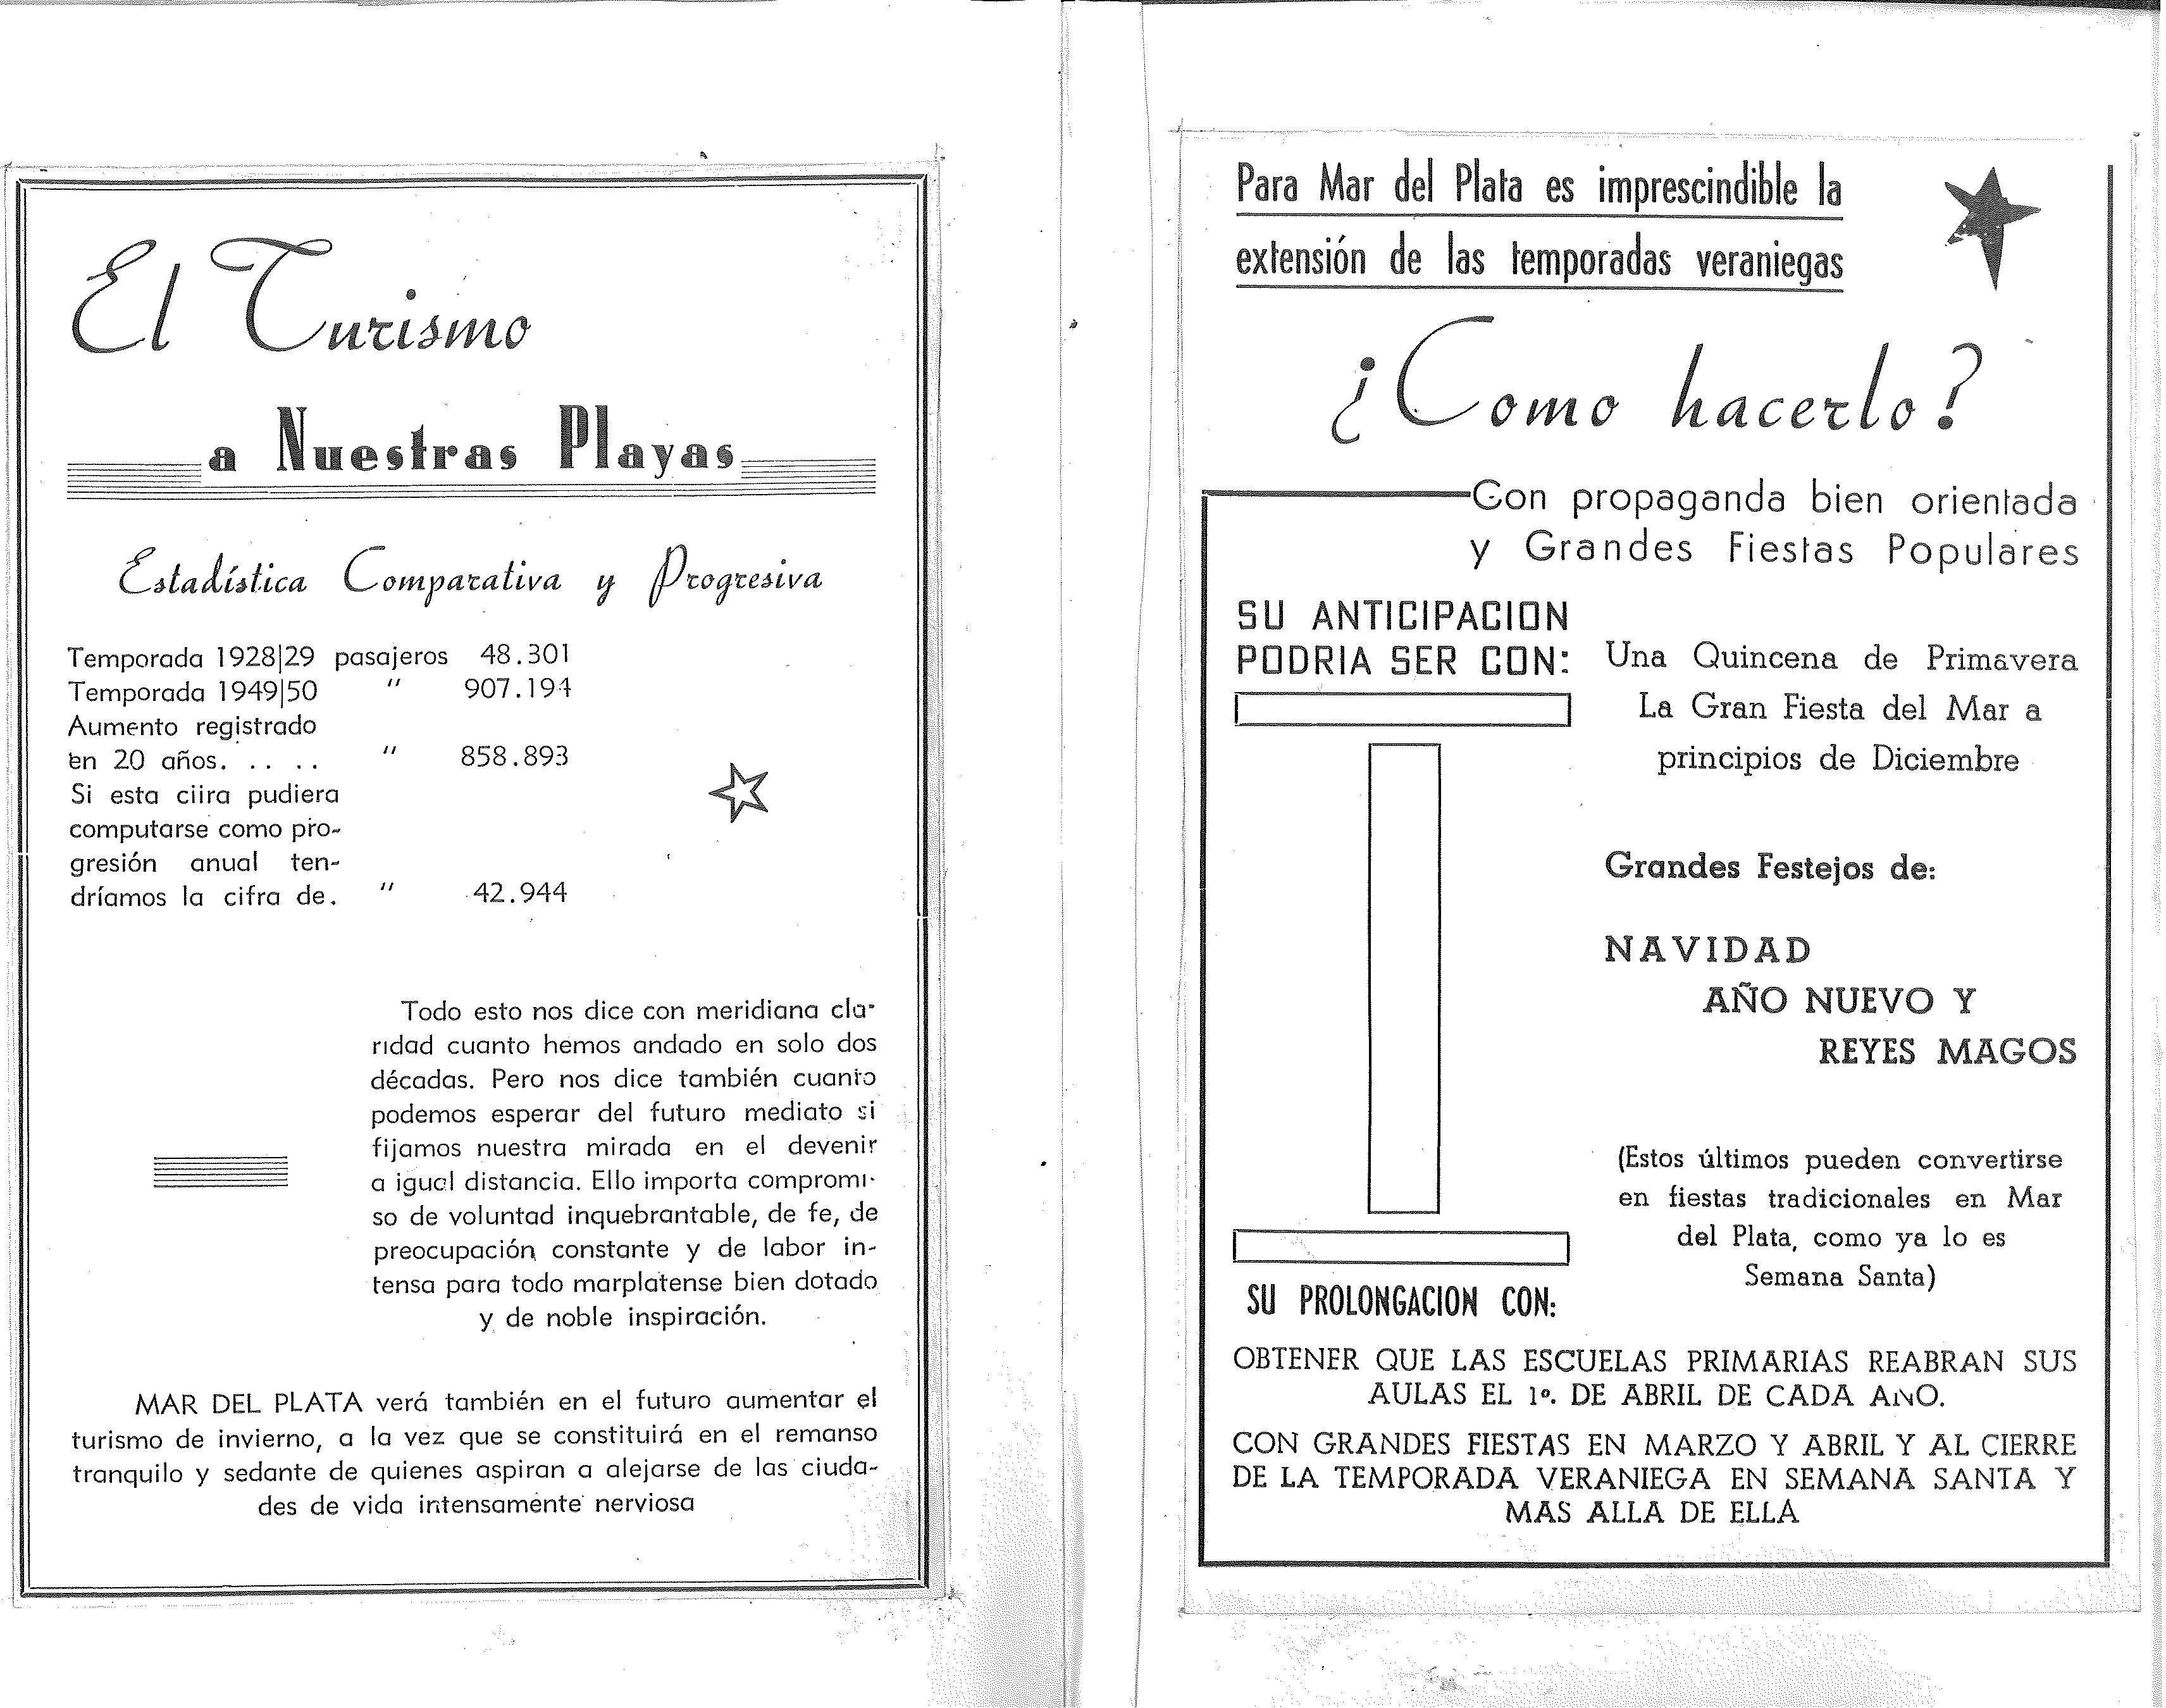 El Turismo
a Nuestras Playas
Estadística Comparativa y Progresiva
Temporada 1928|29 pasajeros 48.301
Temporada 1949|50 " 907.194
Aumento registrado
en 20 años. . . . . " 858.893
Si esta ciira pudiera
computarse como pro-
gresión anual ten-
dríamos la cifra de. " 42.944
Todo esto nos dice con meridiana cla-
ridad cuanto hemos andado en solo dos
décadas. Pero nos dice también cuanto
podemos esperar del futuro mediato si
fijamos nuestra mirada en el devenir
a igual distancia. Ello importa compromi-
so de voluntad inquebrantable, de fe, de
preocupación constante y de labor in-
tensa para todo marplatense bien dotado
y de noble inspiración.
MAR DEL PLATA verá también en el futuro aumentar el
turismo de invierno, a la vez que se constituirá en el remanso
tranquilo y sedante de quienes aspiran a alejarse de las ciuda-
des de vida intensamente nerviosa
Para Mar del Plata es imprescindible la
extensión de las temporadas veraniegas
¿Como hacerlo?
Con propaganda bien orientada
y Grandes Fiestas Populares
SU ANTICIPACION
PODRIA SER CON:
Una Quincena de Primavera
La Gran Fiesta del Mar a
principios de Diciembre
Grandes Festejos de:
NAVIDAD
AÑO NUEVO Y
REYES MAGOS
(Estos últimos pueden convertirse
en fiestas tradicionales en Mar
del Plata, como ya lo es
Semana Santa)
SU PROLONGACION CON:
OBTENER QUE LAS ESCUELAS PRIMARIAS REABRAN SUS
AULAS EL 1º. DE ABRIL DE CADA AÑO.
CON GRANDES FIESTAS EN MARZO Y ABRIL Y AL CIERRE
DE LA TEMPORADA VERANIEGA EN SEMANA SANTA Y
MAS ALLA DE ELLA